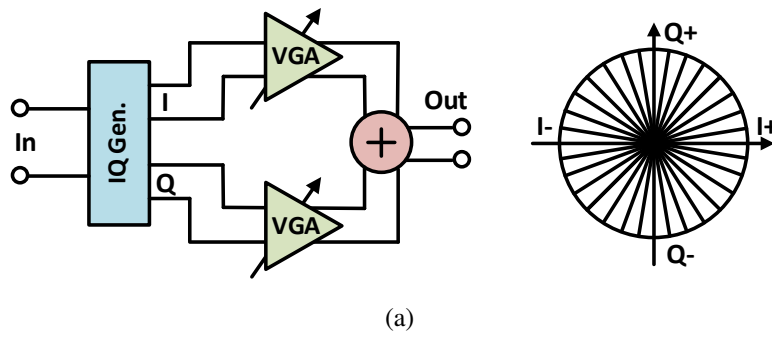 VGA
Q+
In
IQ Gen.
I
Out
I-
I+
+
Q
VGA
Q-
(a)